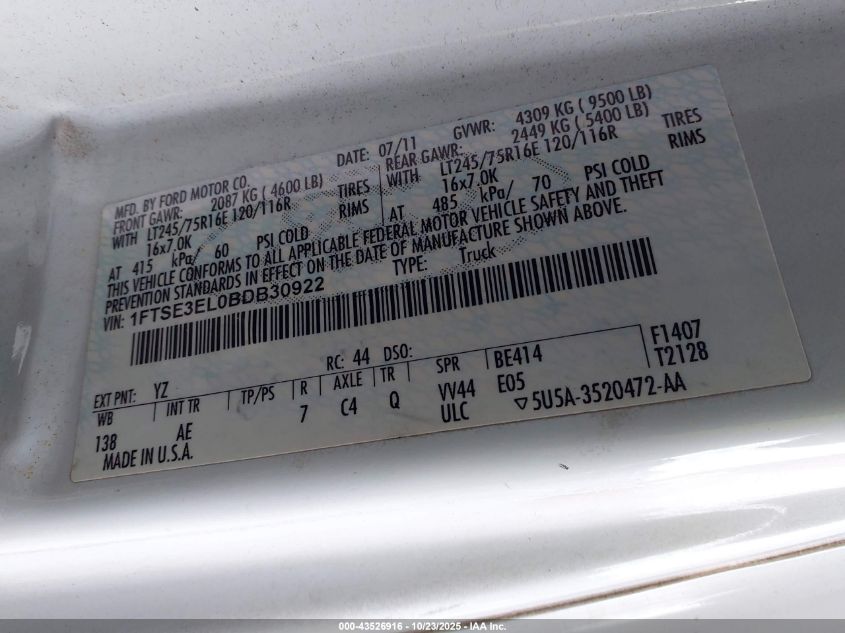 MFD. BY FORD MOTOR CO. DATE: 07/11 GVWR: 4309 KG ( 9500 LB)
FRONT GAWR: 2087 KG ( 4600 LB) REAR GAWR: 2449 KG ( 5400 LB)
WITH LT245/75R16E 120/116R TIRES WITH LT245/75R16E 120/116R TIRES
16x7.0K RIMS 16x7.0K RIMS
AT 415 kPa/ 60 PSI COLD AT 485 kPa/ 70 PSI COLD
THIS VEHICLE CONFORMS TO ALL APPLICABLE FEDERAL MOTOR VEHICLE SAFETY AND THEFT
PREVENTION STANDARDS IN EFFECT ON THE DATE OF MANUFACTURE SHOWN ABOVE.
VIN: 1FTSE3EL0BDB30922 TYPE: Truck
EXT PNT: YZ RC: 44 DSO:
WB INT TR TP/PS R AXLE TR SPR BE414 F1407
138 AE 7 C4 Q VV44 E05 T2128
MADE IN U.S.A. ULC ▽5U5A-3520472-AA
000-43526916 - 10/23/2025 - IAA Inc.